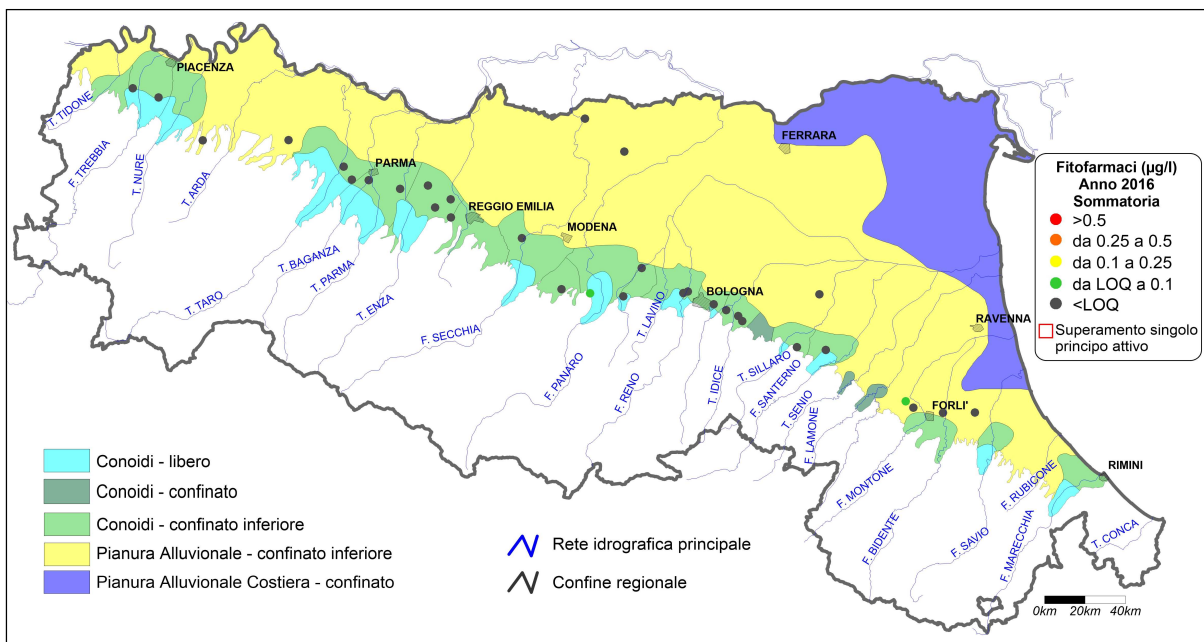 PIACENZA
T. TIDONE
F. TREBBIA
T. NURE
T. ARDA
PARMA
REGGIO EMILIA
MODENA
FERRARA
BOLOGNA
RAVENNA
FORLI'
RIMINI
T. TARO
T. BAGANZA
T. PARMA
T. ENZA
F. SECCHIA
F. PANARO
F. RENO
T. LAVINO
T. IDICE
T. SILLARO
F. SANTERNO
T. SENIO
F. LAMONE
F. MONTONE
F. BIDENTE
F. SAVIO
F. RUBICONE
F. MARECCHIA
T. CONCA
Fitofarmaci (µg/l)
Anno 2016
Sommatoria
>0.5
da 0.25 a 0.5
da 0.1 a 0.25
da LOQ a 0.1
<LOQ
Superamento singolo
principo attivo
Conoidi - libero
Conoidi - confinato
Conoidi - confinato inferiore
Pianura Alluvionale - confinato inferiore
Pianura Alluvionale Costiera - confinato
Rete idrografica principale
Confine regionale
0km 20km 40km